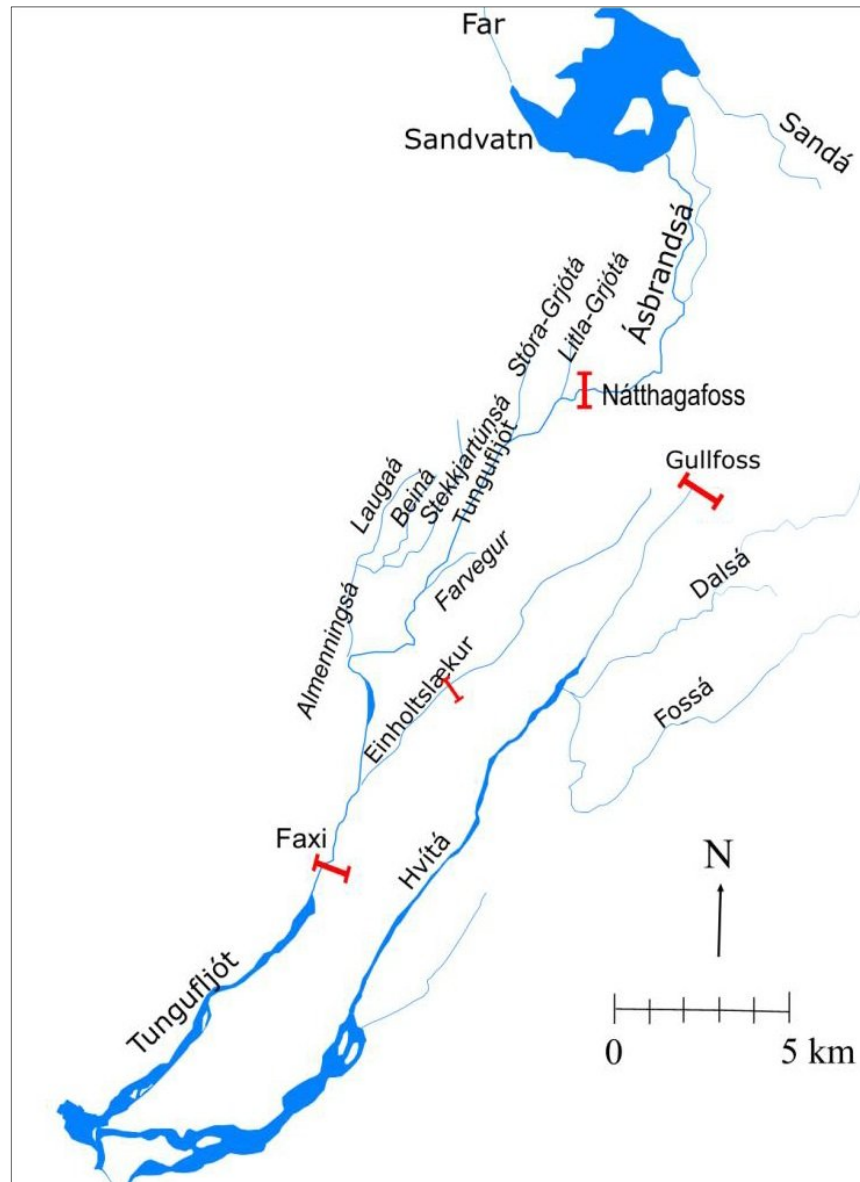 Far
Sandvatn
Sandá
Ásbrandsá
Stóra-Grjótá
Litla-Grjótá
Nátthagafoss
Gullfoss
Laugaá
Beiná
Stekkjartúnsá
Tungufljót
Farvegur
Dalsá
Almenningsá
Einholtslækur
Fossá
Faxi
Hvítá
N
Tungufljót
0 5 km